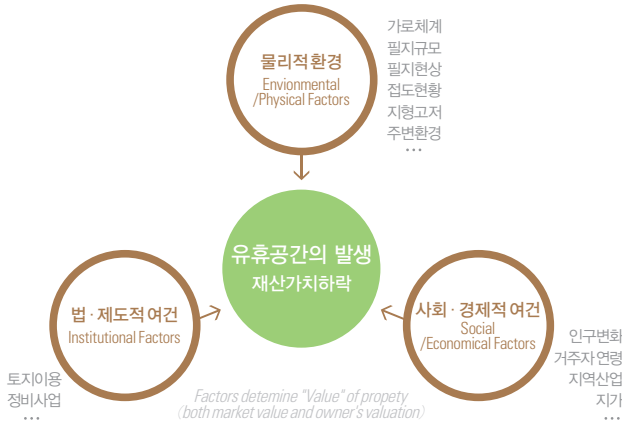 물리적환경
Envionmental
/Physical Factors
가로체계
필지규모
필지현상
접도현황
지형고저
주변환경
...
유휴공간의 발생
재산가치하락
법 · 제도적 여건
Institutional Factors
토지이용
정비사업
...
사회 · 경제적 여건
Social
/Economical Factors
인구변화
거주자 연령
지역산업
지가
...
Factors detemine "Value" of propety
(both market value and owner's valuation)